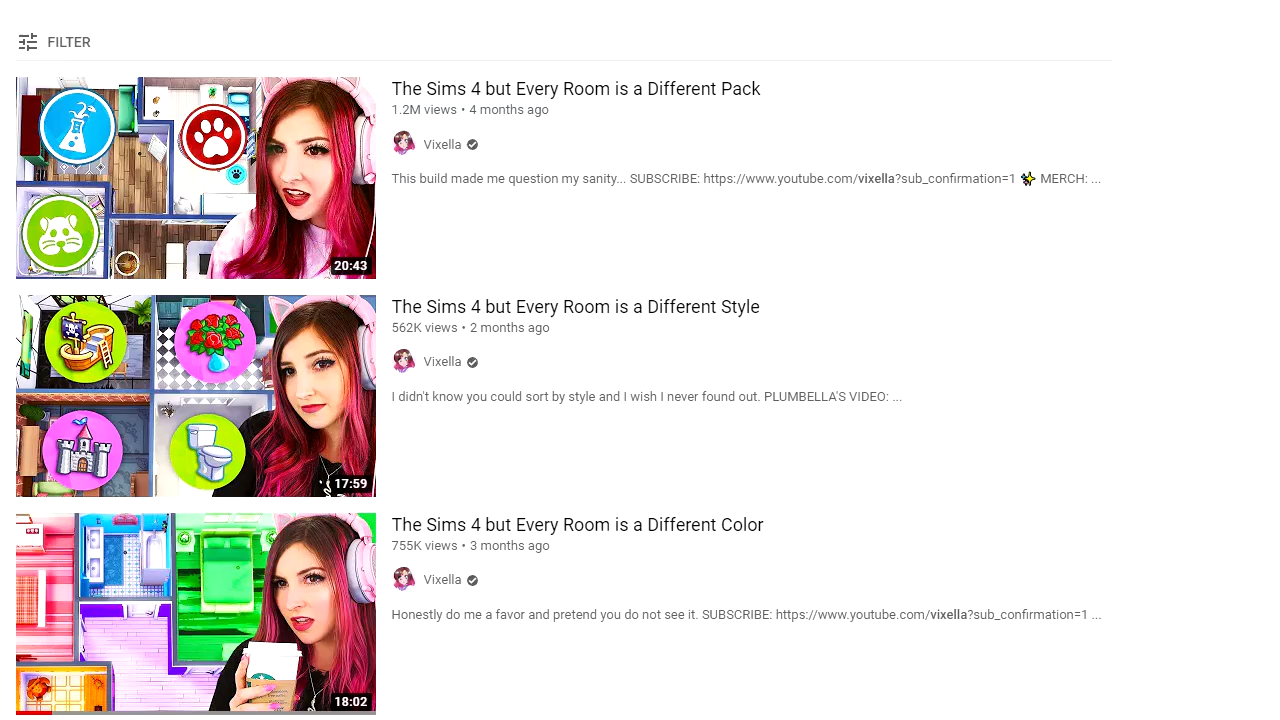 FILTER
The Sims 4 but Every Room is a Different Pack
1.2M views • 4 months ago
Vixella
This build made me question my sanity... SUBSCRIBE: https://www.youtube.com/vixella?sub_confirmation=1 ✨ MERCH: ...
20:43
The Sims 4 but Every Room is a Different Style
562K views • 2 months ago
Vixella
I didn't know you could sort by style and I wish I never found out. PLUMBELLA'S VIDEO: ...
17:59
The Sims 4 but Every Room is a Different Color
755K views • 3 months ago
Vixella
Honestly do me a favor and pretend you do not see it. SUBSCRIBE: https://www.youtube.com/vixella?sub_confirmation=1 ...
18:02